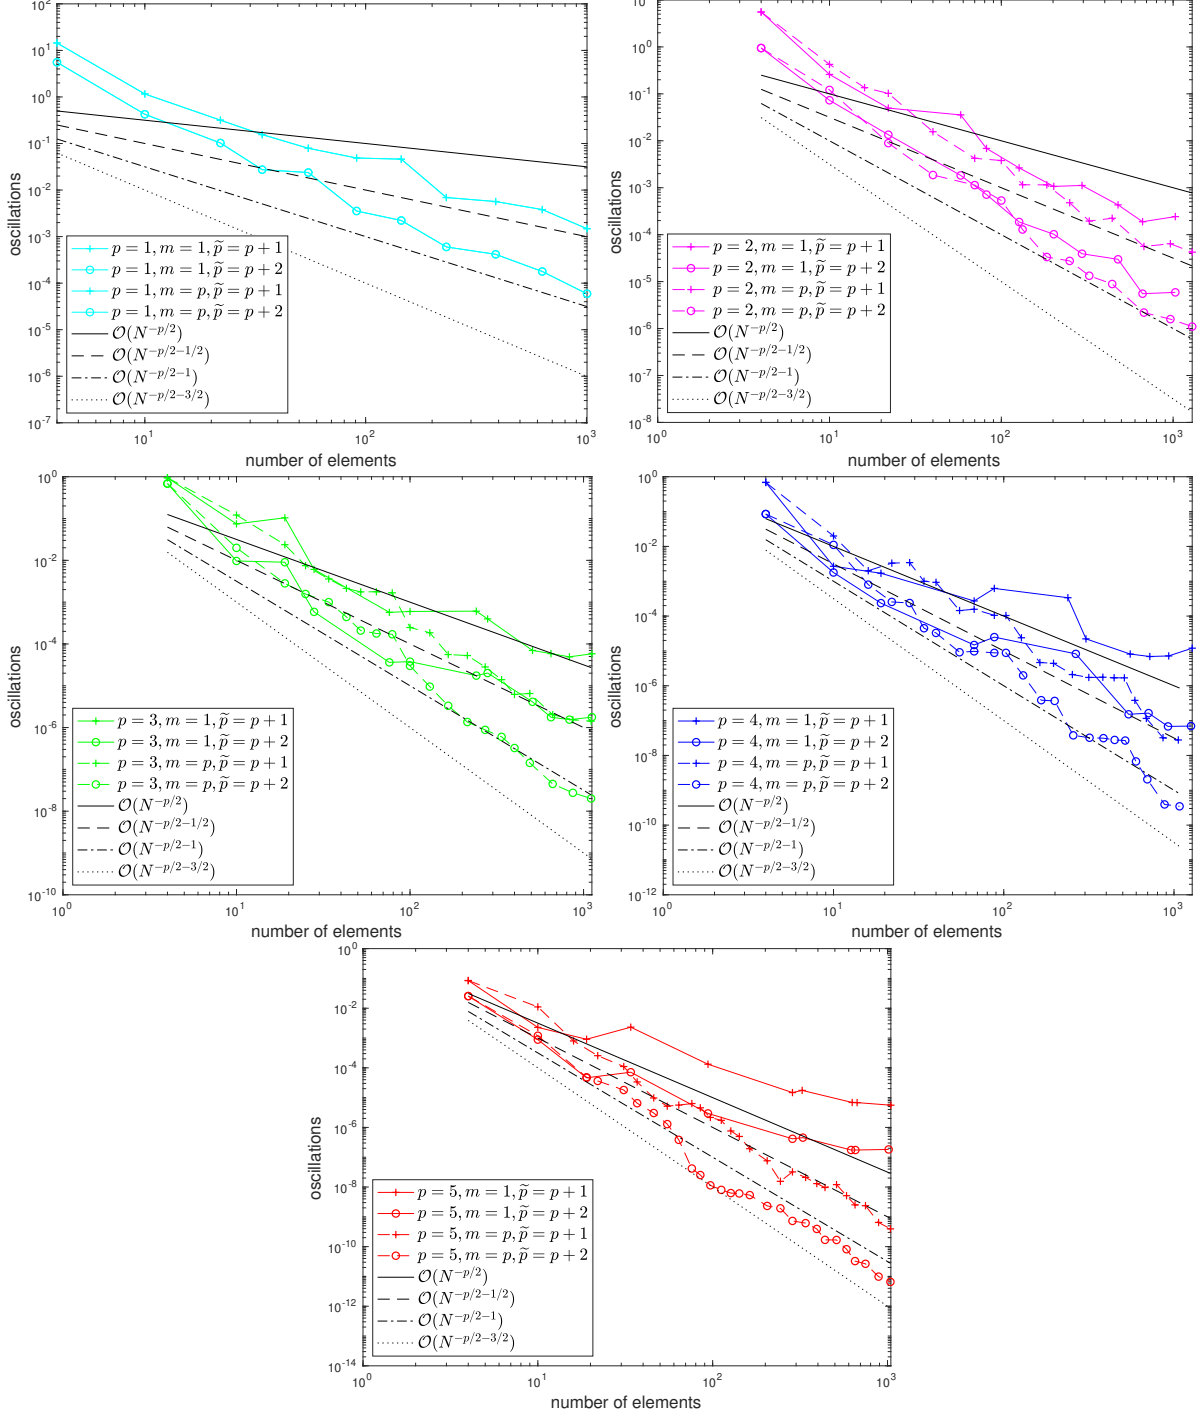 10^2
10^1
10^0
10^-1
10^-2
10^-3
10^-4
10^-5
10^-6
10^-7
oscillations
p = 1, m = 1, p̃ = p + 1
p = 1, m = 1, p̃ = p + 2
p = 1, m = p, p̃ = p + 1
p = 1, m = p, p̃ = p + 2
O(N^{-p/2})
O(N^{-p/2-1/2})
O(N^{-p/2-1})
O(N^{-p/2-3/2})
10^1 10^2 10^3
number of elements
10
10^0
10^-1
10^-2
10^-3
10^-4
10^-5
10^-6
10^-7
10^-8
oscillations
p = 2, m = 1, p̃ = p + 1
p = 2, m = 1, p̃ = p + 2
p = 2, m = p, p̃ = p + 1
p = 2, m = p, p̃ = p + 2
O(N^{-p/2})
O(N^{-p/2-1/2})
O(N^{-p/2-1})
O(N^{-p/2-3/2})
10^0 10^1 10^2 10^3
number of elements
10^0
10^-2
10^-4
10^-6
10^-8
10^-10
oscillations
p = 3, m = 1, p̃ = p + 1
p = 3, m = 1, p̃ = p + 2
p = 3, m = p, p̃ = p + 1
p = 3, m = p, p̃ = p + 2
O(N^{-p/2})
O(N^{-p/2-1/2})
O(N^{-p/2-1})
O(N^{-p/2-3/2})
10^0 10^1 10^2 10^3
number of elements
10^0
10^-2
10^-4
10^-6
10^-8
10^-10
10^-12
oscillations
p = 4, m = 1, p̃ = p + 1
p = 4, m = 1, p̃ = p + 2
p = 4, m = p, p̃ = p + 1
p = 4, m = p, p̃ = p + 2
O(N^{-p/2})
O(N^{-p/2-1/2})
O(N^{-p/2-1})
O(N^{-p/2-3/2})
10^0 10^1 10^2 10^3
number of elements
10^0
10^-2
10^-4
10^-6
10^-8
10^-10
10^-12
10^-14
oscillations
p = 5, m = 1, p̃ = p + 1
p = 5, m = 1, p̃ = p + 2
p = 5, m = p, p̃ = p + 1
p = 5, m = p, p̃ = p + 2
O(N^{-p/2})
O(N^{-p/2-1/2})
O(N^{-p/2-1})
O(N^{-p/2-3/2})
10^0 10^1 10^2 10^3
number of elements